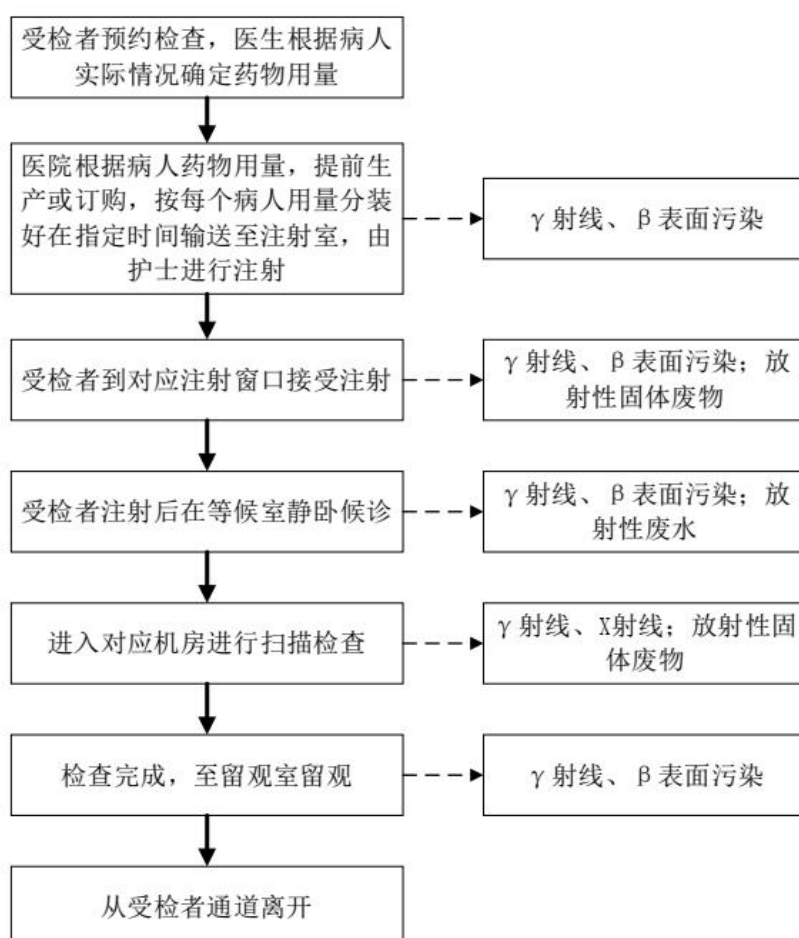 受检者预约检查，医生根据病人
实际情况确定药物用量
医院根据病人药物用量，提前生
产或订购，按每个病人用量分装
好在指定时间输送至注射室，由
护士进行注射
γ射线、β表面污染
受检者到对应注射窗口接受注射
γ射线、β表面污染；放
射性固体废物
受检者注射后在等候室静卧候诊
γ射线、β表面污染；放
射性废水
进入对应机房进行扫描检查
γ射线、X射线；放射性固
体废物
检查完成，至留观室留观
γ射线、β表面污染
从受检者通道离开